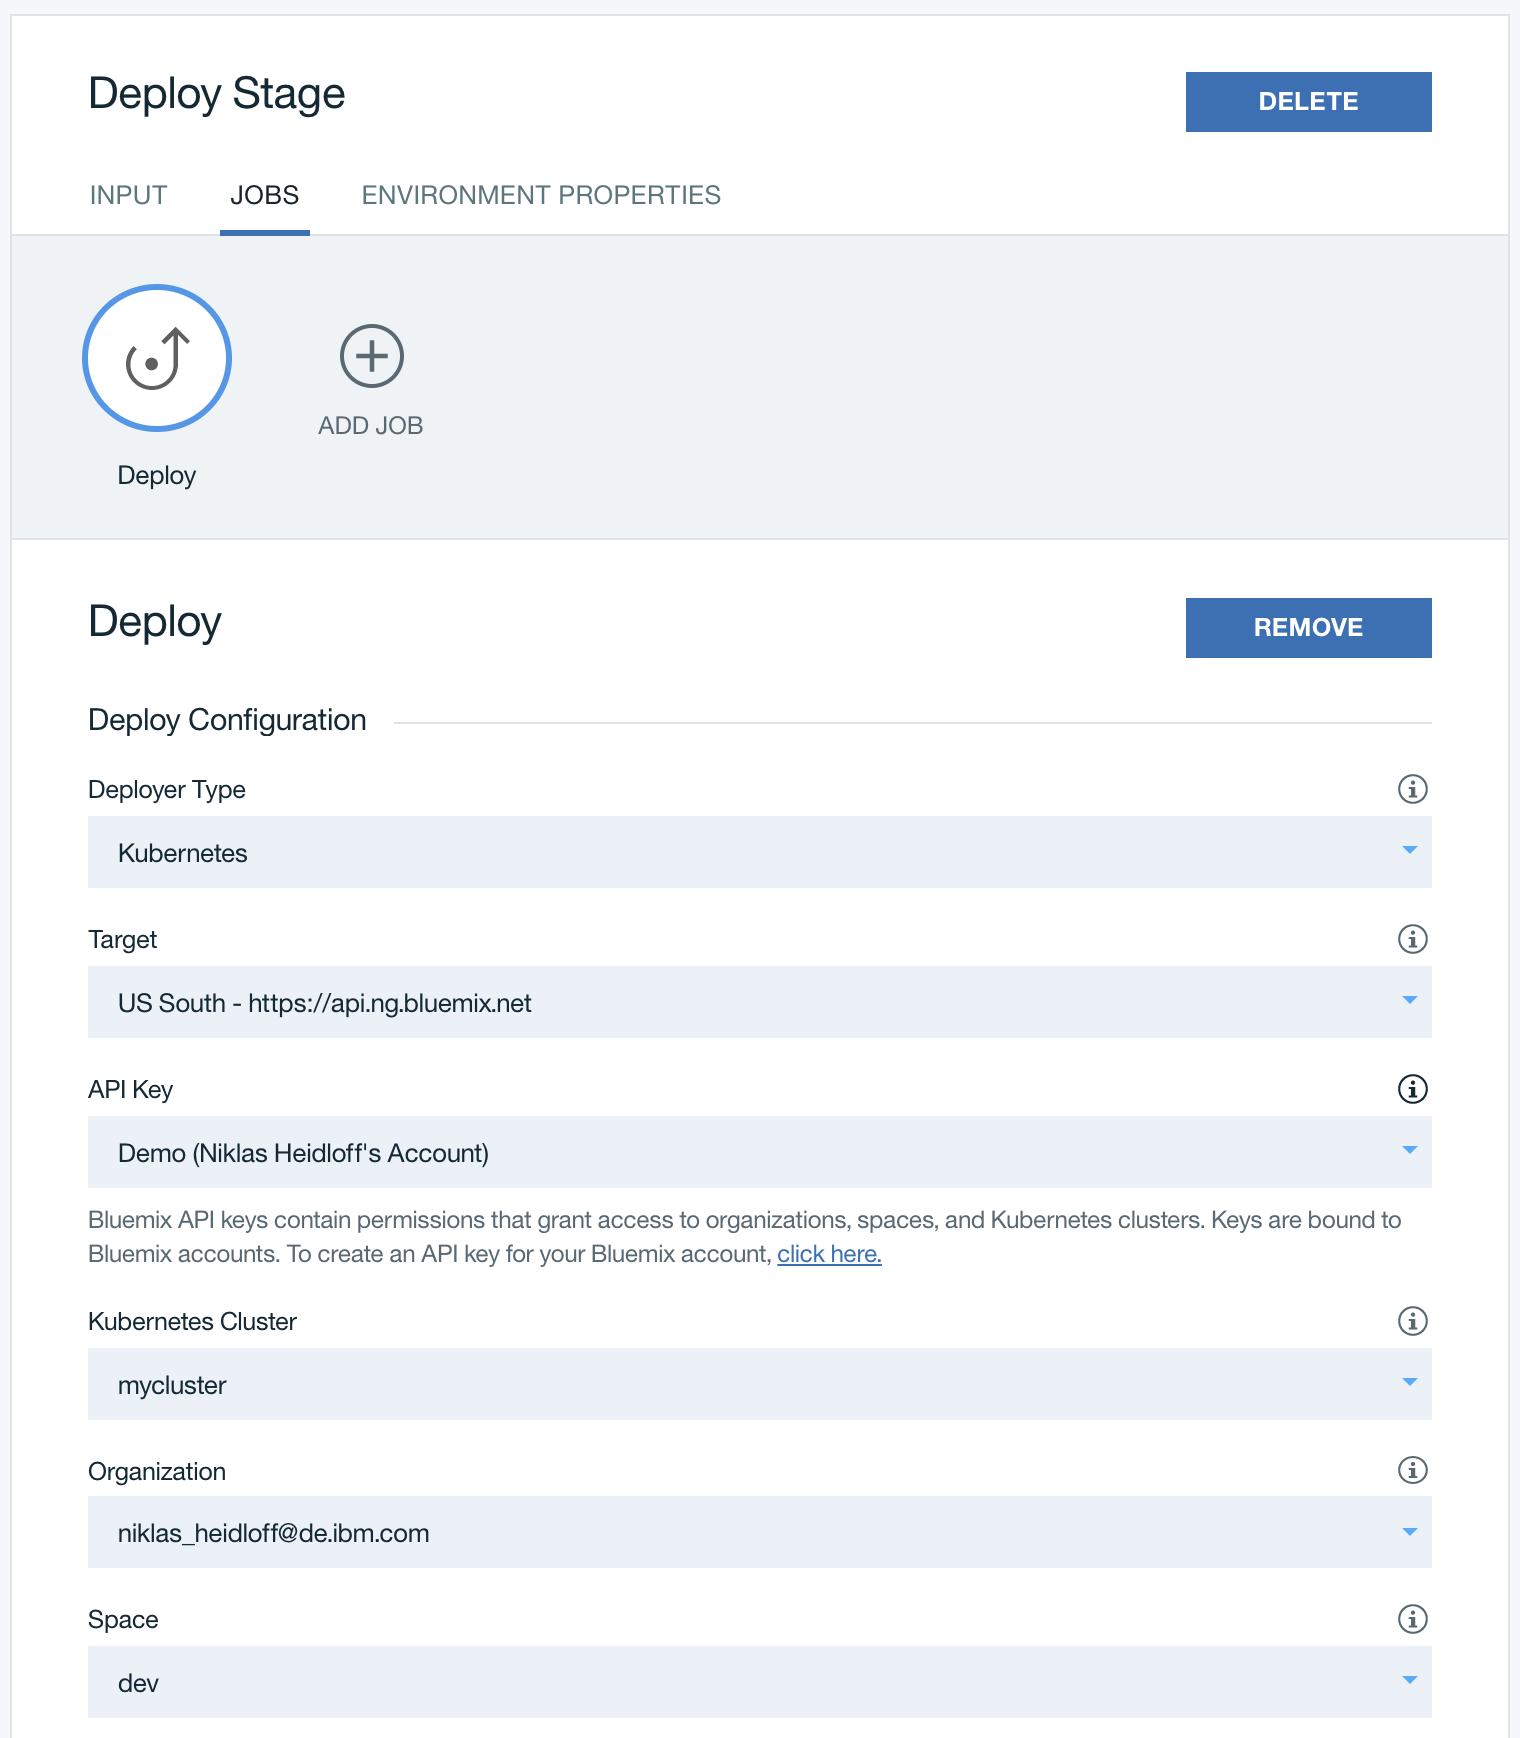 Deploy Stage
DELETE
INPUT
JOBS
ENVIRONMENT PROPERTIES
ADD JOB
Deploy
Deploy
REMOVE
Deploy Configuration
Deployer Type
Kubernetes
Target
US South - https://api.ng.bluemix.net
API Key
Demo (Niklas Heidloff's Account)
Bluemix API keys contain permissions that grant access to organizations, spaces, and Kubernetes clusters. Keys are bound to
Bluemix accounts. To create an API key for your Bluemix account, click here.
Kubernetes Cluster
mycluster
Organization
niklas_heidloff@de.ibm.com
Space
dev